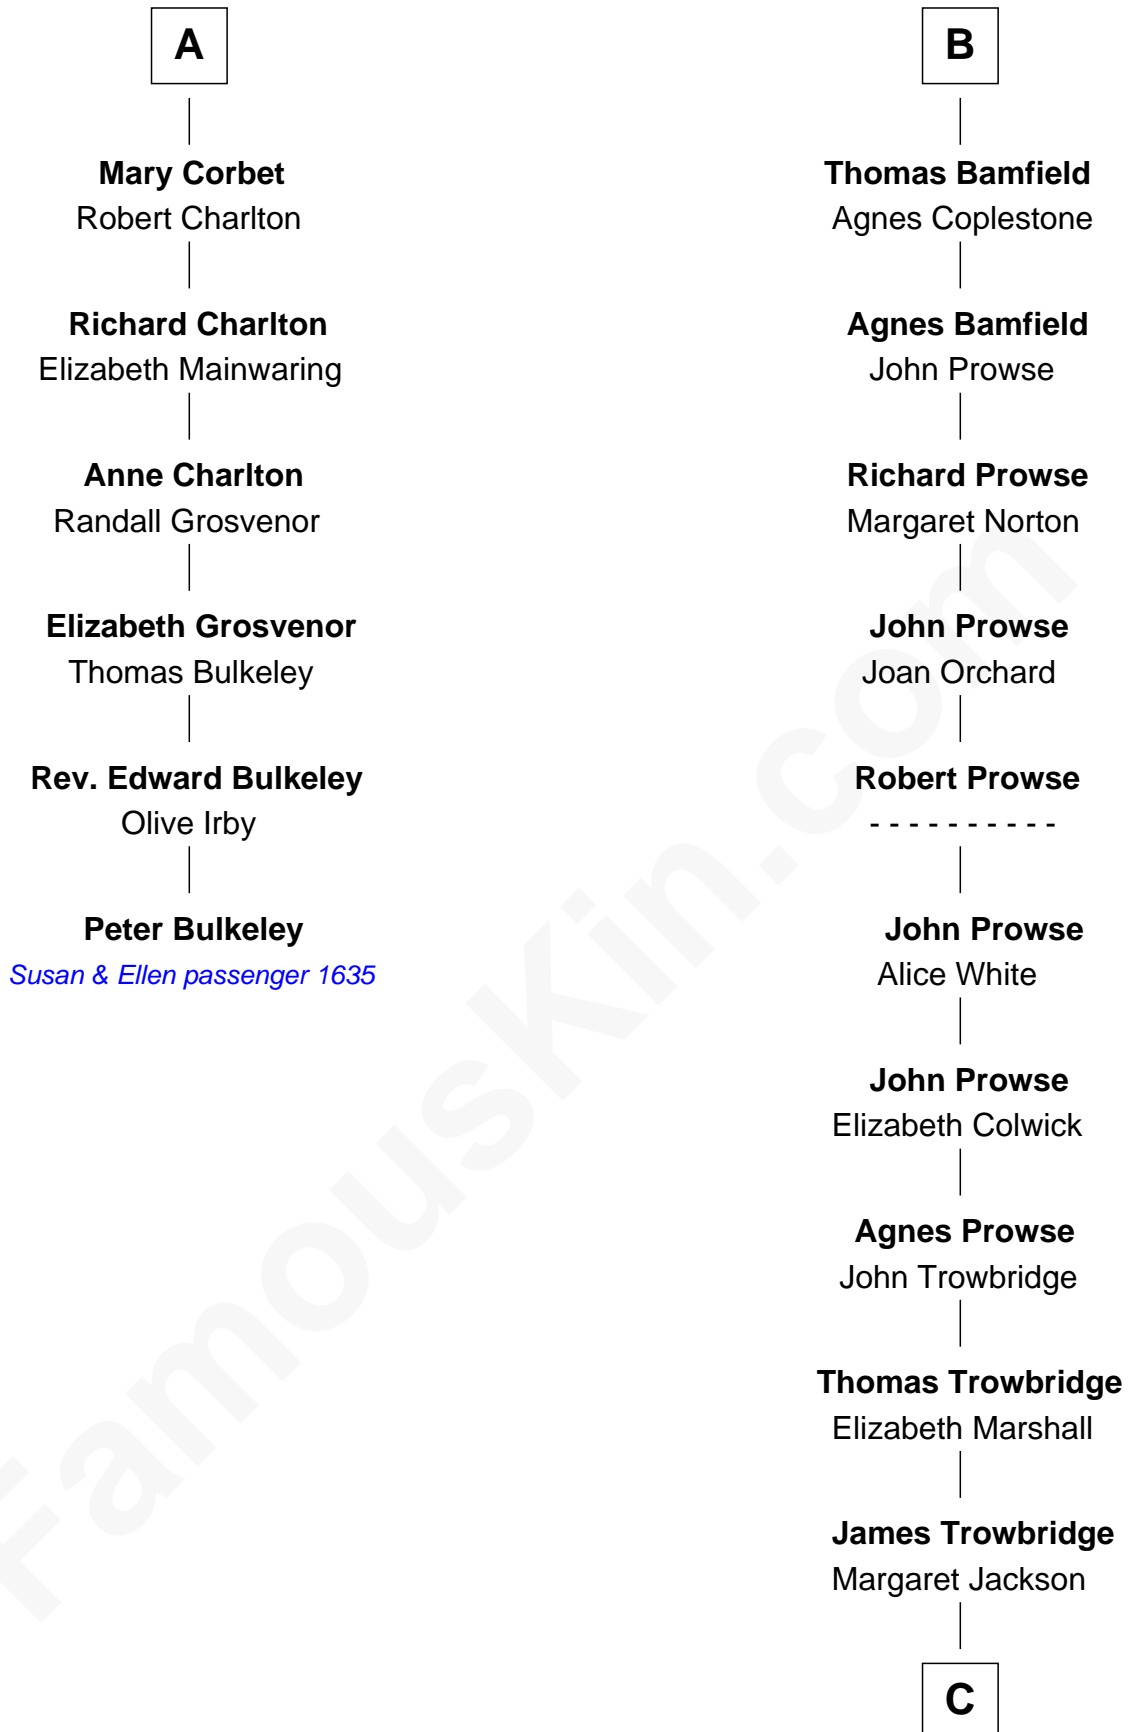 A
Mary Corbet
Robert Charlton
Richard Charlton
Elizabeth Mainwaring
Anne Charlton
Randall Grosvenor
Elizabeth Grosvenor
Thomas Bulkeley
Rev. Edward Bulkeley
Olive Irby
Peter Bulkeley
Susan & Ellen passenger 1635
B
Thomas Bamfield
Agnes Coplestone
Agnes Bamfield
John Prowse
Richard Prowse
Margaret Norton
John Prowse
Joan Orchard
Robert Prowse
- - - - - - - - - -
John Prowse
Alice White
John Prowse
Elizabeth Colwick
Agnes Prowse
John Trowbridge
Thomas Trowbridge
Elizabeth Marshall
James Trowbridge
Margaret Jackson
C
FamousKin.com